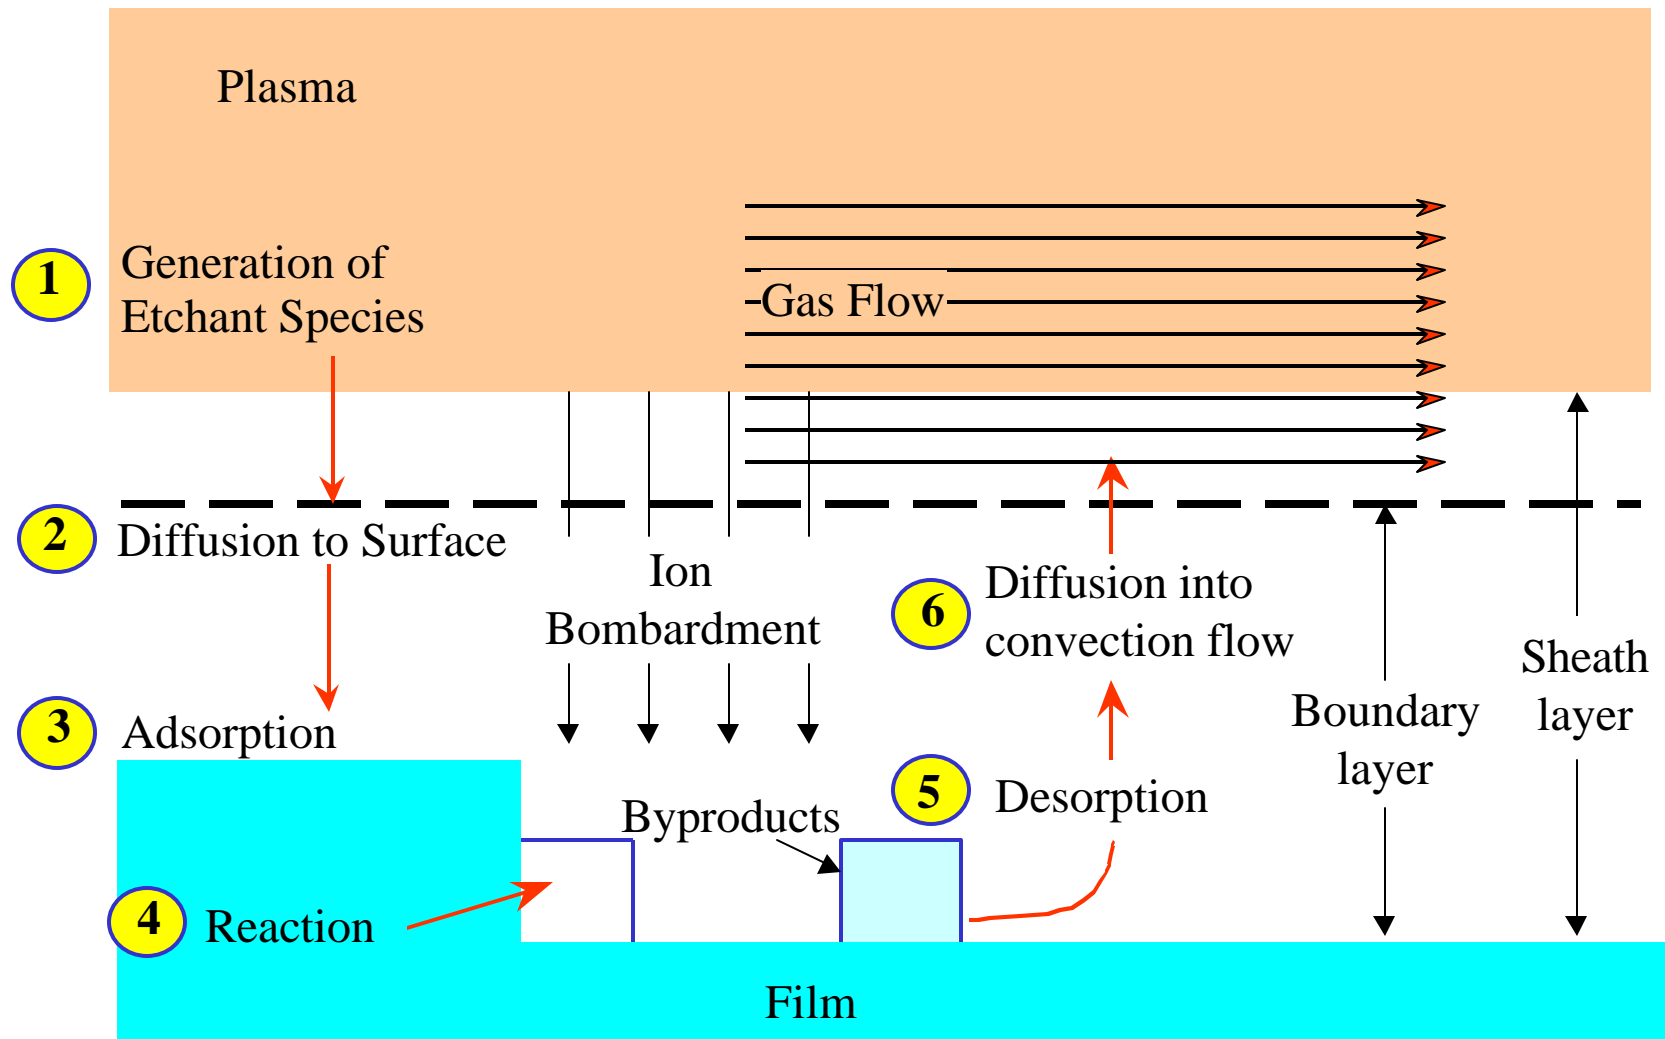 Plasma
1
Generation of
Etchant Species
Gas Flow
2
Diffusion to Surface
Ion
Bombardment
6
Diffusion into
convection flow
Sheath
layer
Boundary
layer
3
Adsorption
5
Desorption
Byproducts
4
Reaction
Film